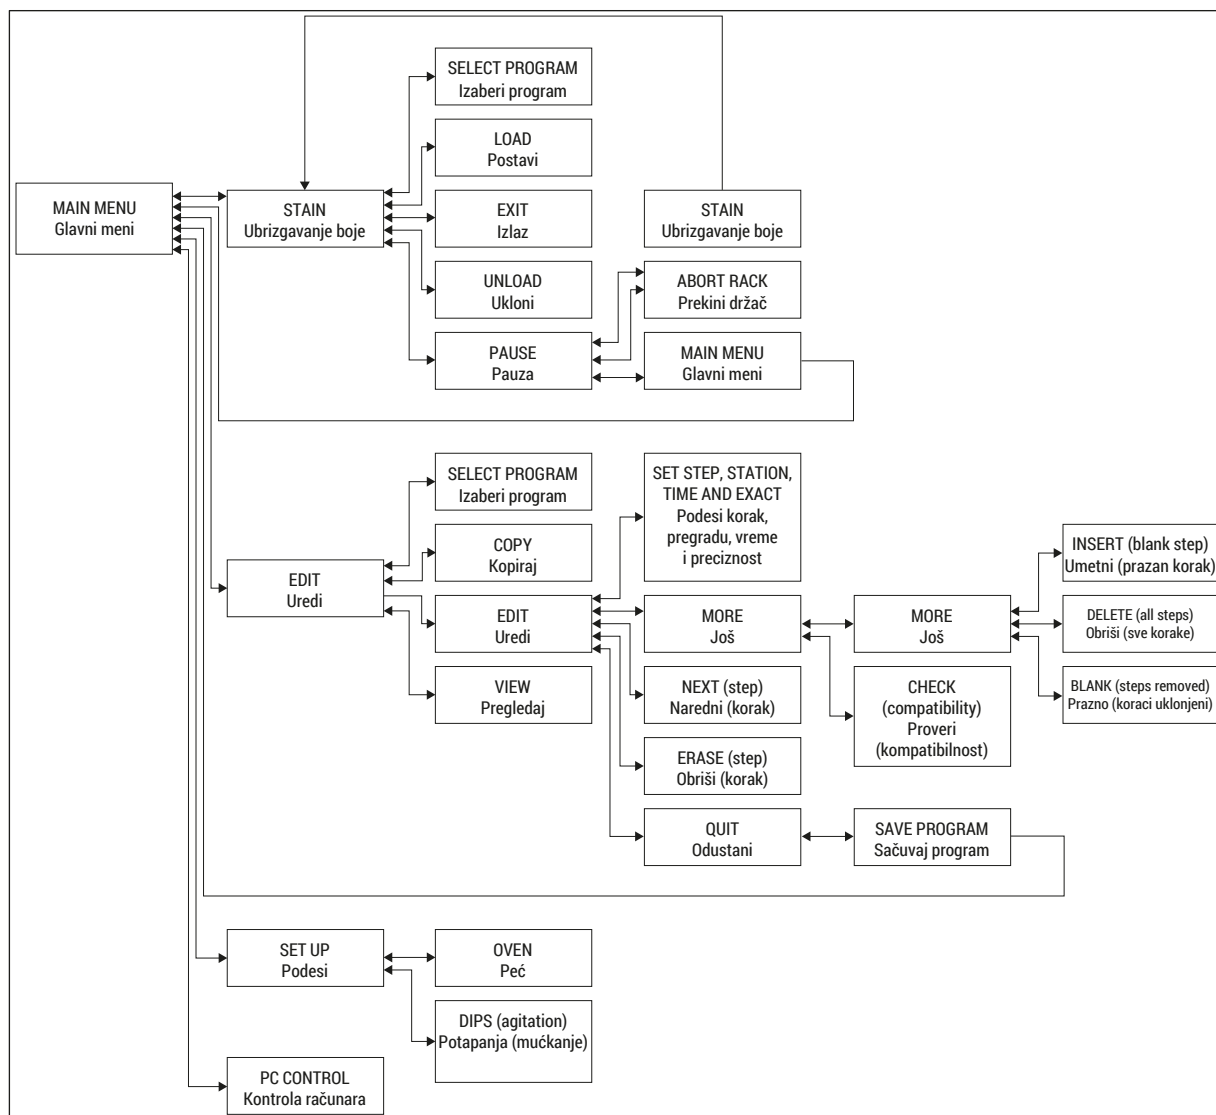 SELECT PROGRAM
Izaberi program
LOAD
Postavi
MAIN MENU
Glavni meni
STAIN
Ubrizgavanje boje
EXIT
Izlaz
STAIN
Ubrizgavanje boje
UNLOAD
Ukloni
ABORT RACK
Prekini držač
PAUSE
Pauza
MAIN MENU
Glavni meni
SELECT PROGRAM
Izaberi program
SET STEP, STATION,
TIME AND EXACT
Podesi korak,
pregradu, vreme
i preciznost
COPY
Kopiraj
INSERT (blank step)
Umetni (prazan korak)
EDIT
Uredi
EDIT
Uredi
MORE
Još
MORE
Još
DELETE (all steps)
Obriši (sve korake)
VIEW
Pregledaj
NEXT (step)
Naredni (korak)
CHECK
(compatibility)
Proveri
(kompatibilnost)
BLANK (steps removed)
Prazno (koraci uklonjeni)
ERASE (step)
Obriši (korak)
QUIT
Odustani
SAVE PROGRAM
Sačuvaj program
SET UP
Podesi
OVEN
Peć
DIPS (agitation)
Potapanja (mućkanje)
PC CONTROL
Kontrola računara